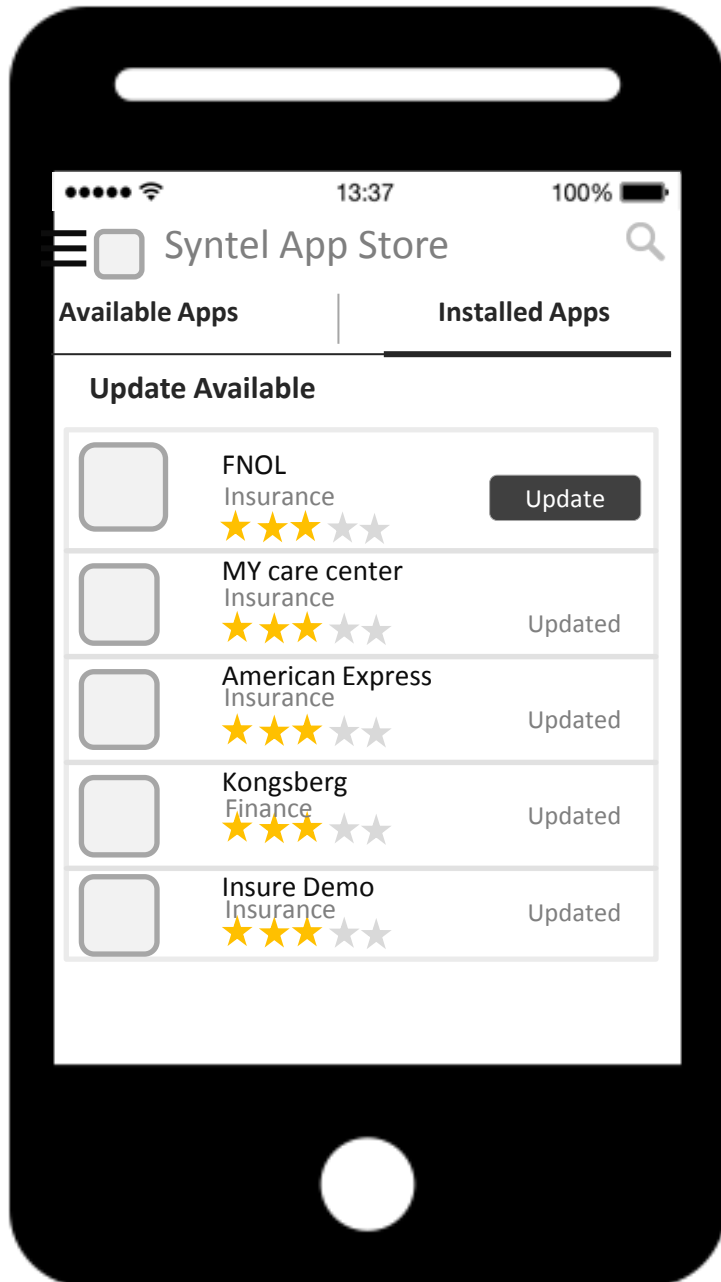 13:37 100%
Syntel App Store
Available Apps Installed Apps
Update Available
FNOL
Insurance
Update
MY care center
Insurance
Updated
American Express
Insurance
Updated
Kongsberg
Finance
Updated
Insure Demo
Insurance
Updated